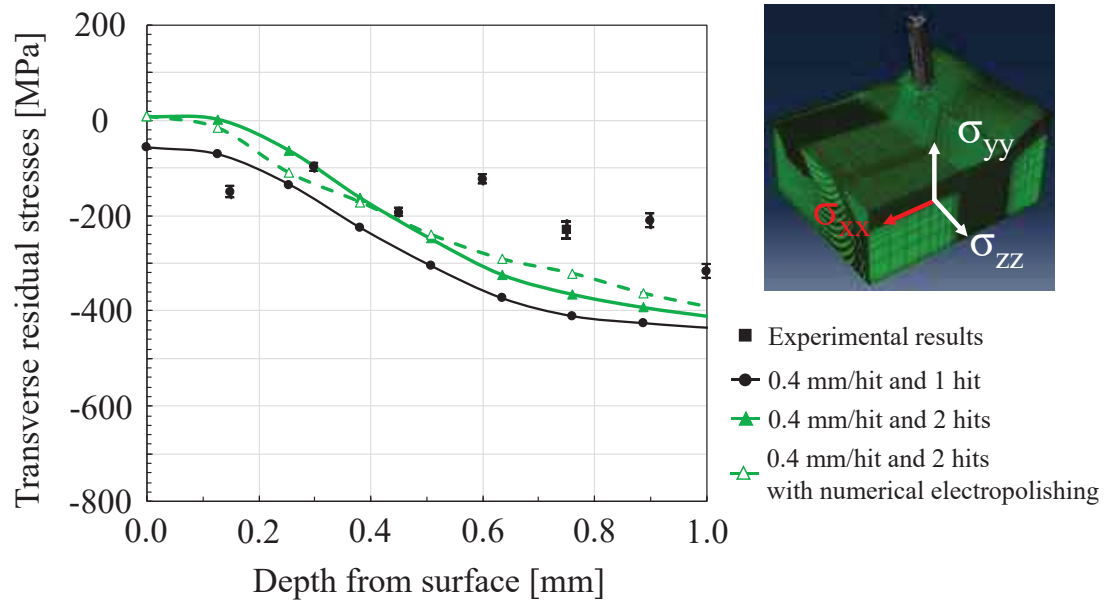 Transverse residual stresses [MPa]
200
0
-200
-400
-600
-800
0.0 0.2 0.4 0.6 0.8 1.0
Depth from surface [mm]
σyy
σxx
σzz
Experimental results
0.4 mm/hit and 1 hit
0.4 mm/hit and 2 hits
0.4 mm/hit and 2 hits
with numerical electropolishing